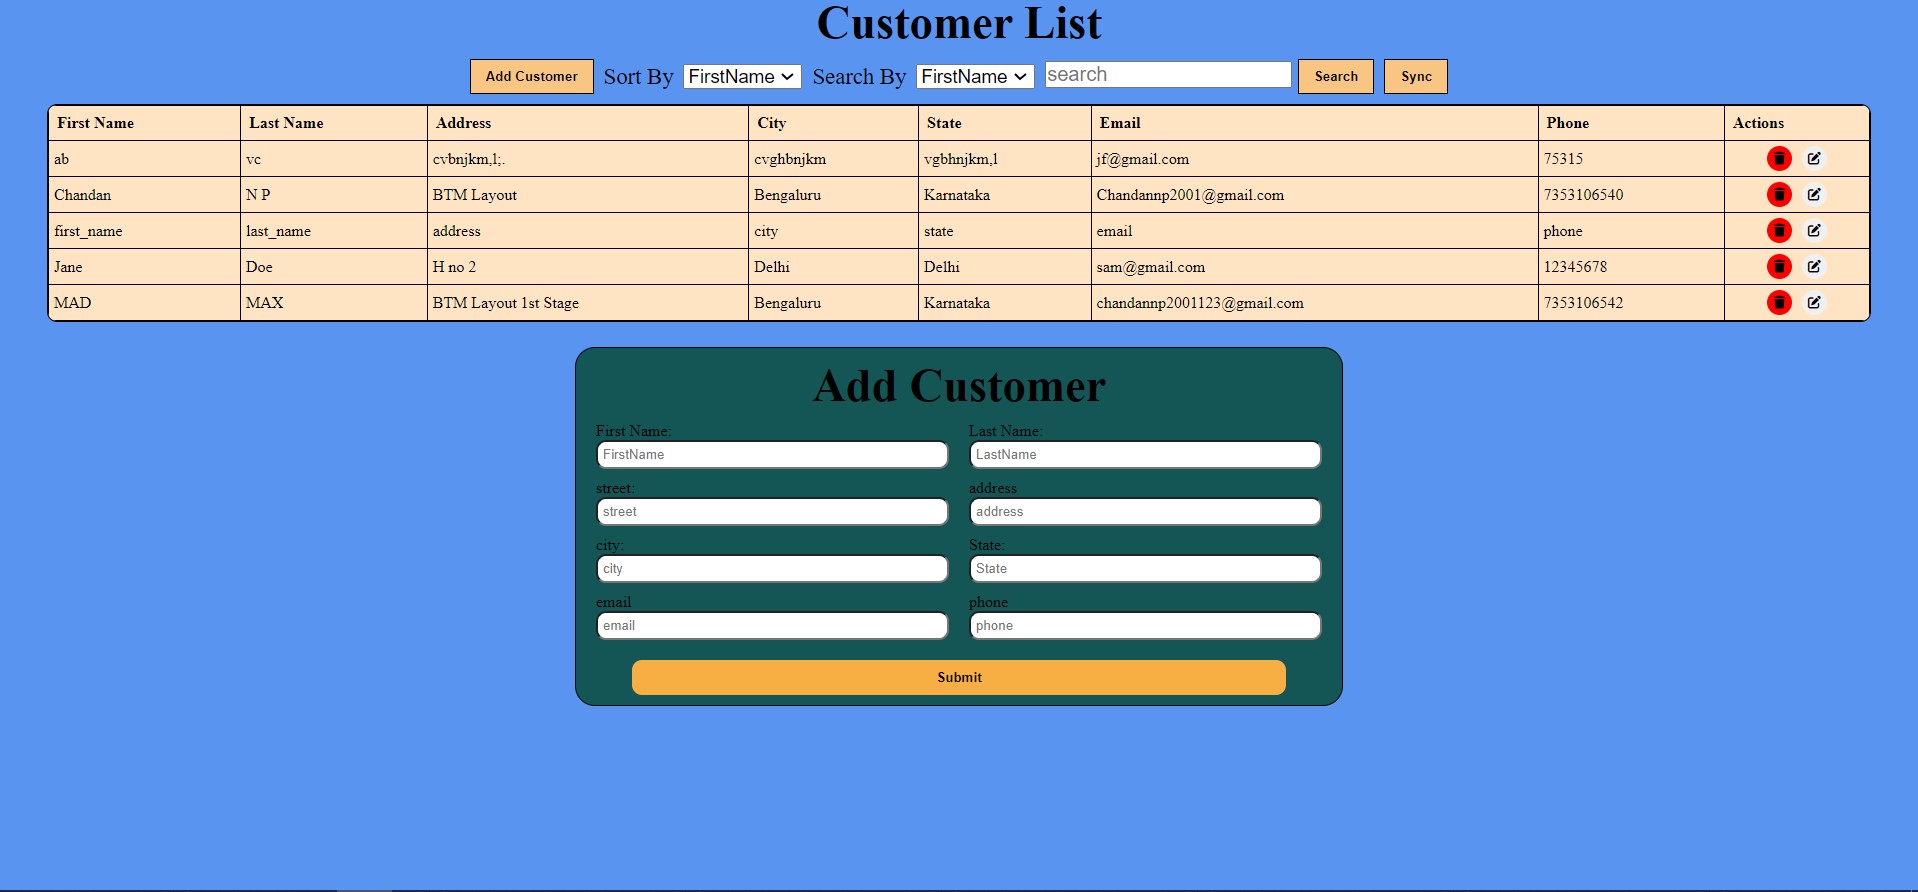 Customer List
Add Customer Sort By FirstName Search By FirstName search Search Sync
First Name Last Name Address City State Email Phone Actions
ab vc cvbnjkm,l;. cvghbnjkm vgbhnjkm,l jf@gmail.com 75315
Chandan N P BTM Layout Bengaluru Karnataka Chandannp2001@gmail.com 7353106540
first_name last_name address city state email phone
Jane Doe H no 2 Delhi Delhi sam@gmail.com 12345678
MAD MAX BTM Layout 1st Stage Bengaluru Karnataka chandannp2001123@gmail.com 7353106542
Add Customer
First Name: Last Name:
FirstName LastName
street: address
street address
city: State:
city State
email phone
email phone
Submit